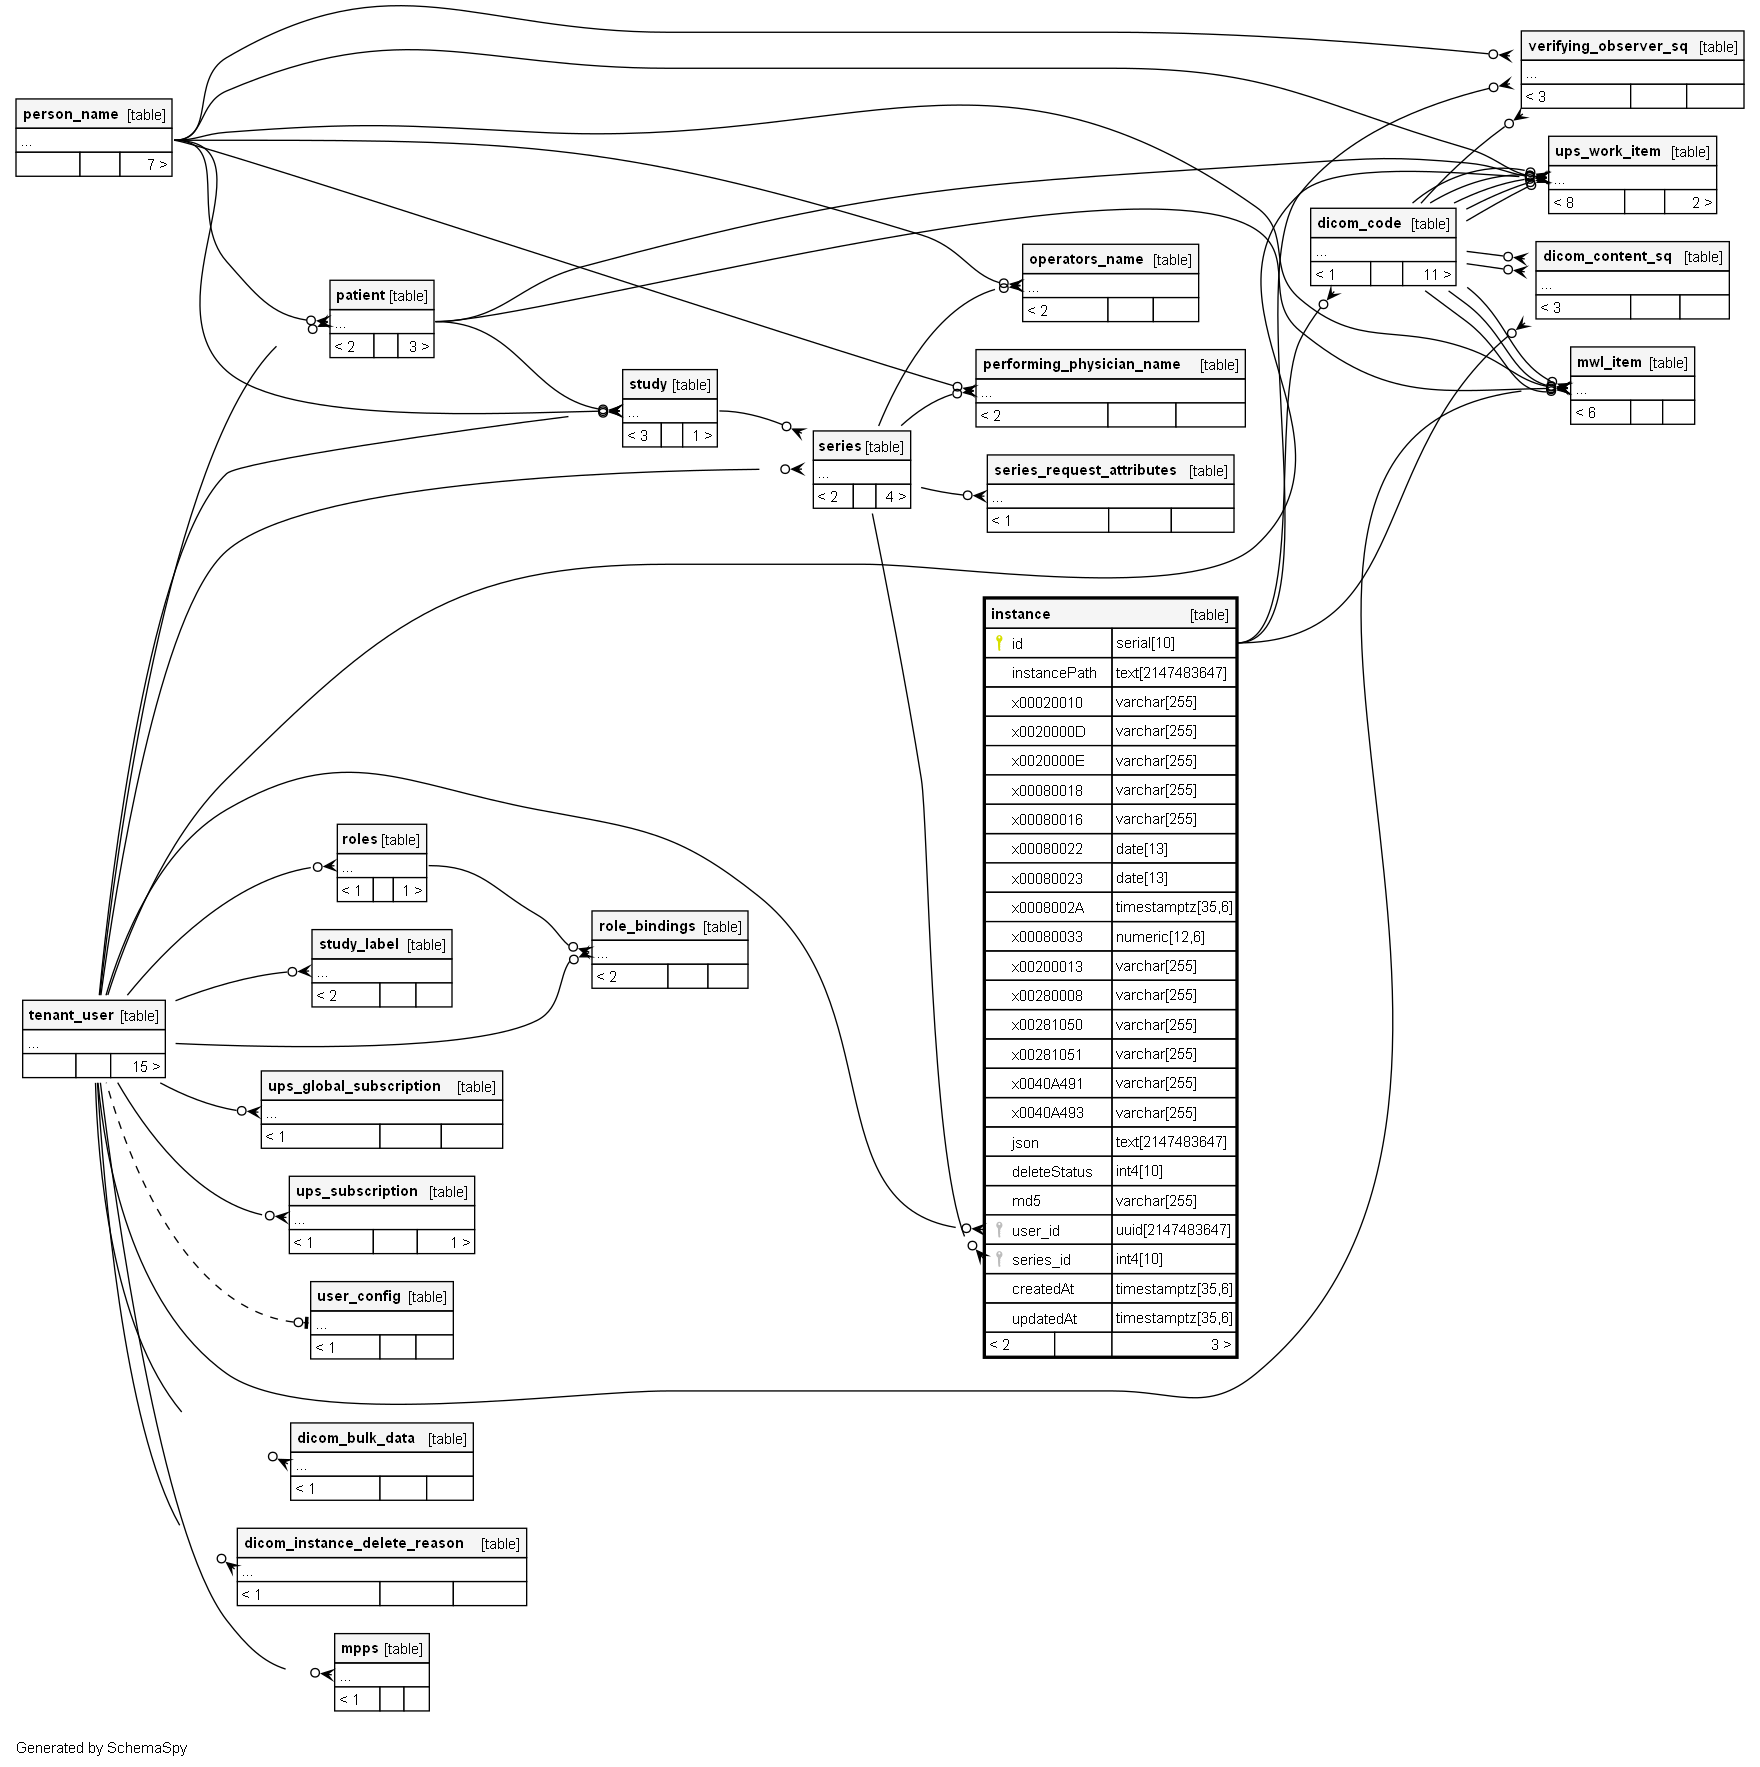 verifying_observer_sq [table]
...
< 3
person_name [table]
...
7 >
ups_work_item [table]
...
< 8 2 >
dicom_code [table]
...
< 1 11 >
operators_name [table]
...
< 2
dicom_content_sq [table]
...
< 3
patient [table]
...
< 2 3 >
performing_physician_name [table]
...
< 2
mwl_item [table]
...
< 6
study [table]
...
< 3 1 >
series [table]
...
< 2 4 >
series_request_attributes [table]
...
< 1
instance [table]
id serial[10]
instancePath text[2147483647]
x00020010 varchar[255]
x0020000D varchar[255]
x0020000E varchar[255]
x00080018 varchar[255]
x00080016 varchar[255]
x00080022 date[13]
x00080023 date[13]
x0008002A timestamptz[35,6]
x00080033 numeric[12,6]
x00200013 varchar[255]
x00280008 varchar[255]
x00281050 varchar[255]
x00281051 varchar[255]
x0040A491 varchar[255]
x0040A493 varchar[255]
json text[2147483647]
deleteStatus int4[10]
md5 varchar[255]
user_id uuid[2147483647]
series_id int4[10]
createdAt timestamptz[35,6]
updatedAt timestamptz[35,6]
< 2 3 >
roles [table]
...
< 1 1 >
role_bindings [table]
...
< 2
study_label [table]
...
< 2
tenant_user [table]
...
15 >
ups_global_subscription [table]
...
< 1
ups_subscription [table]
...
< 1 1 >
user_config [table]
...
< 1
dicom_bulk_data [table]
...
< 1
dicom_instance_delete_reason [table]
...
< 1
mpps [table]
...
< 1
Generated by SchemaSpy